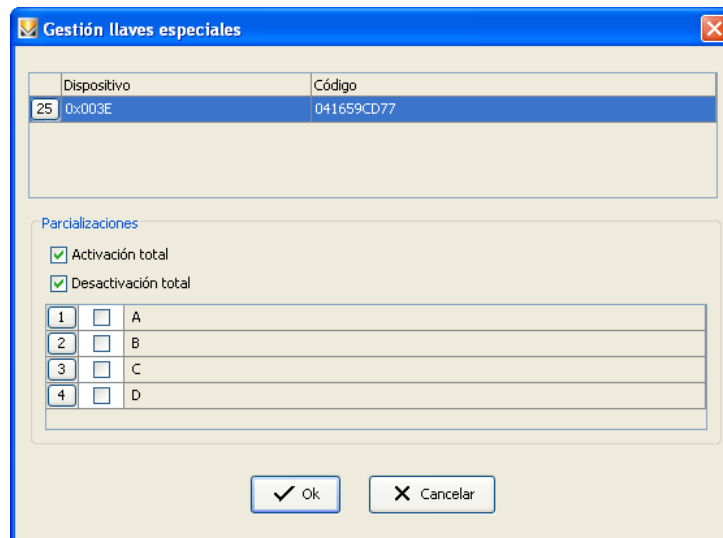 Gestión llaves especiales
Dispositivo Código
25 0x003E 041659CD77
Parcializaciones
Activación total
Desactivación total
1 A
2 B
3 C
4 D
Ok Cancelar